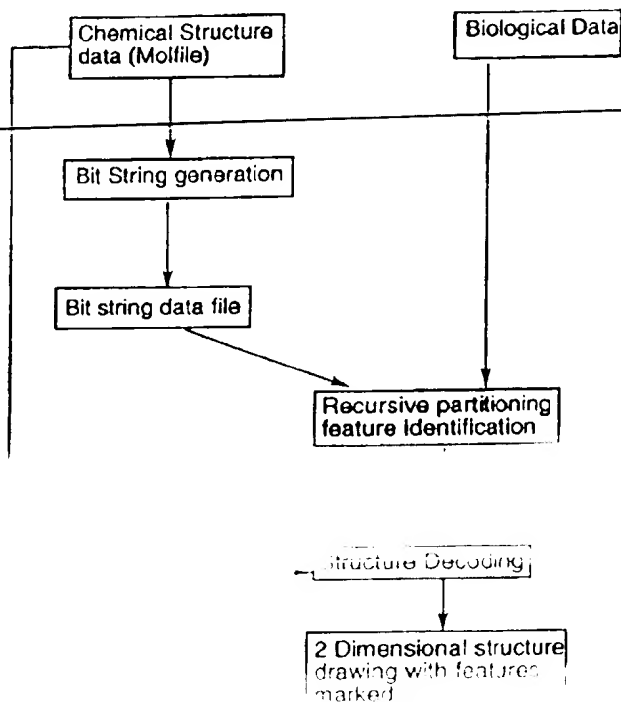 Chemical Structure
data (Molfile)
Biological Data
Bit String generation
Bit string data file
Recursive partitioning
feature Identification
Structure Decoding
2 Dimensional structure
drawing with features
marked